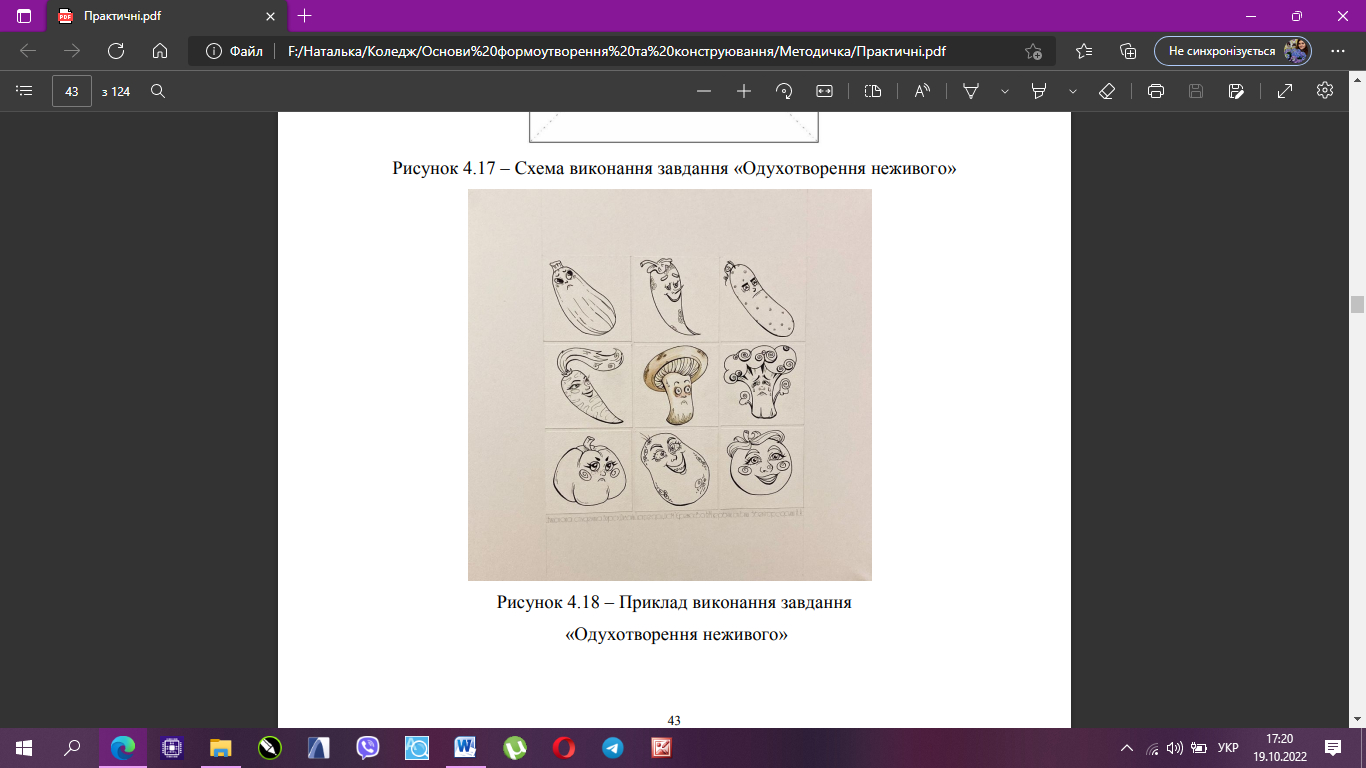 Практичні.pdf
Файл
F:/Наталька/Коледж/Основи%20формоутворення%20та%20конструювання/Методичка/Практичні.pdf
Не синхронізується
43
з 124
Рисунок 4.17 – Схема виконання завдання «Одухотворення неживого»
Рисунок 4.18 – Приклад виконання завдання
«Одухотворення неживого»
43
УКР
17:20
19.10.2022